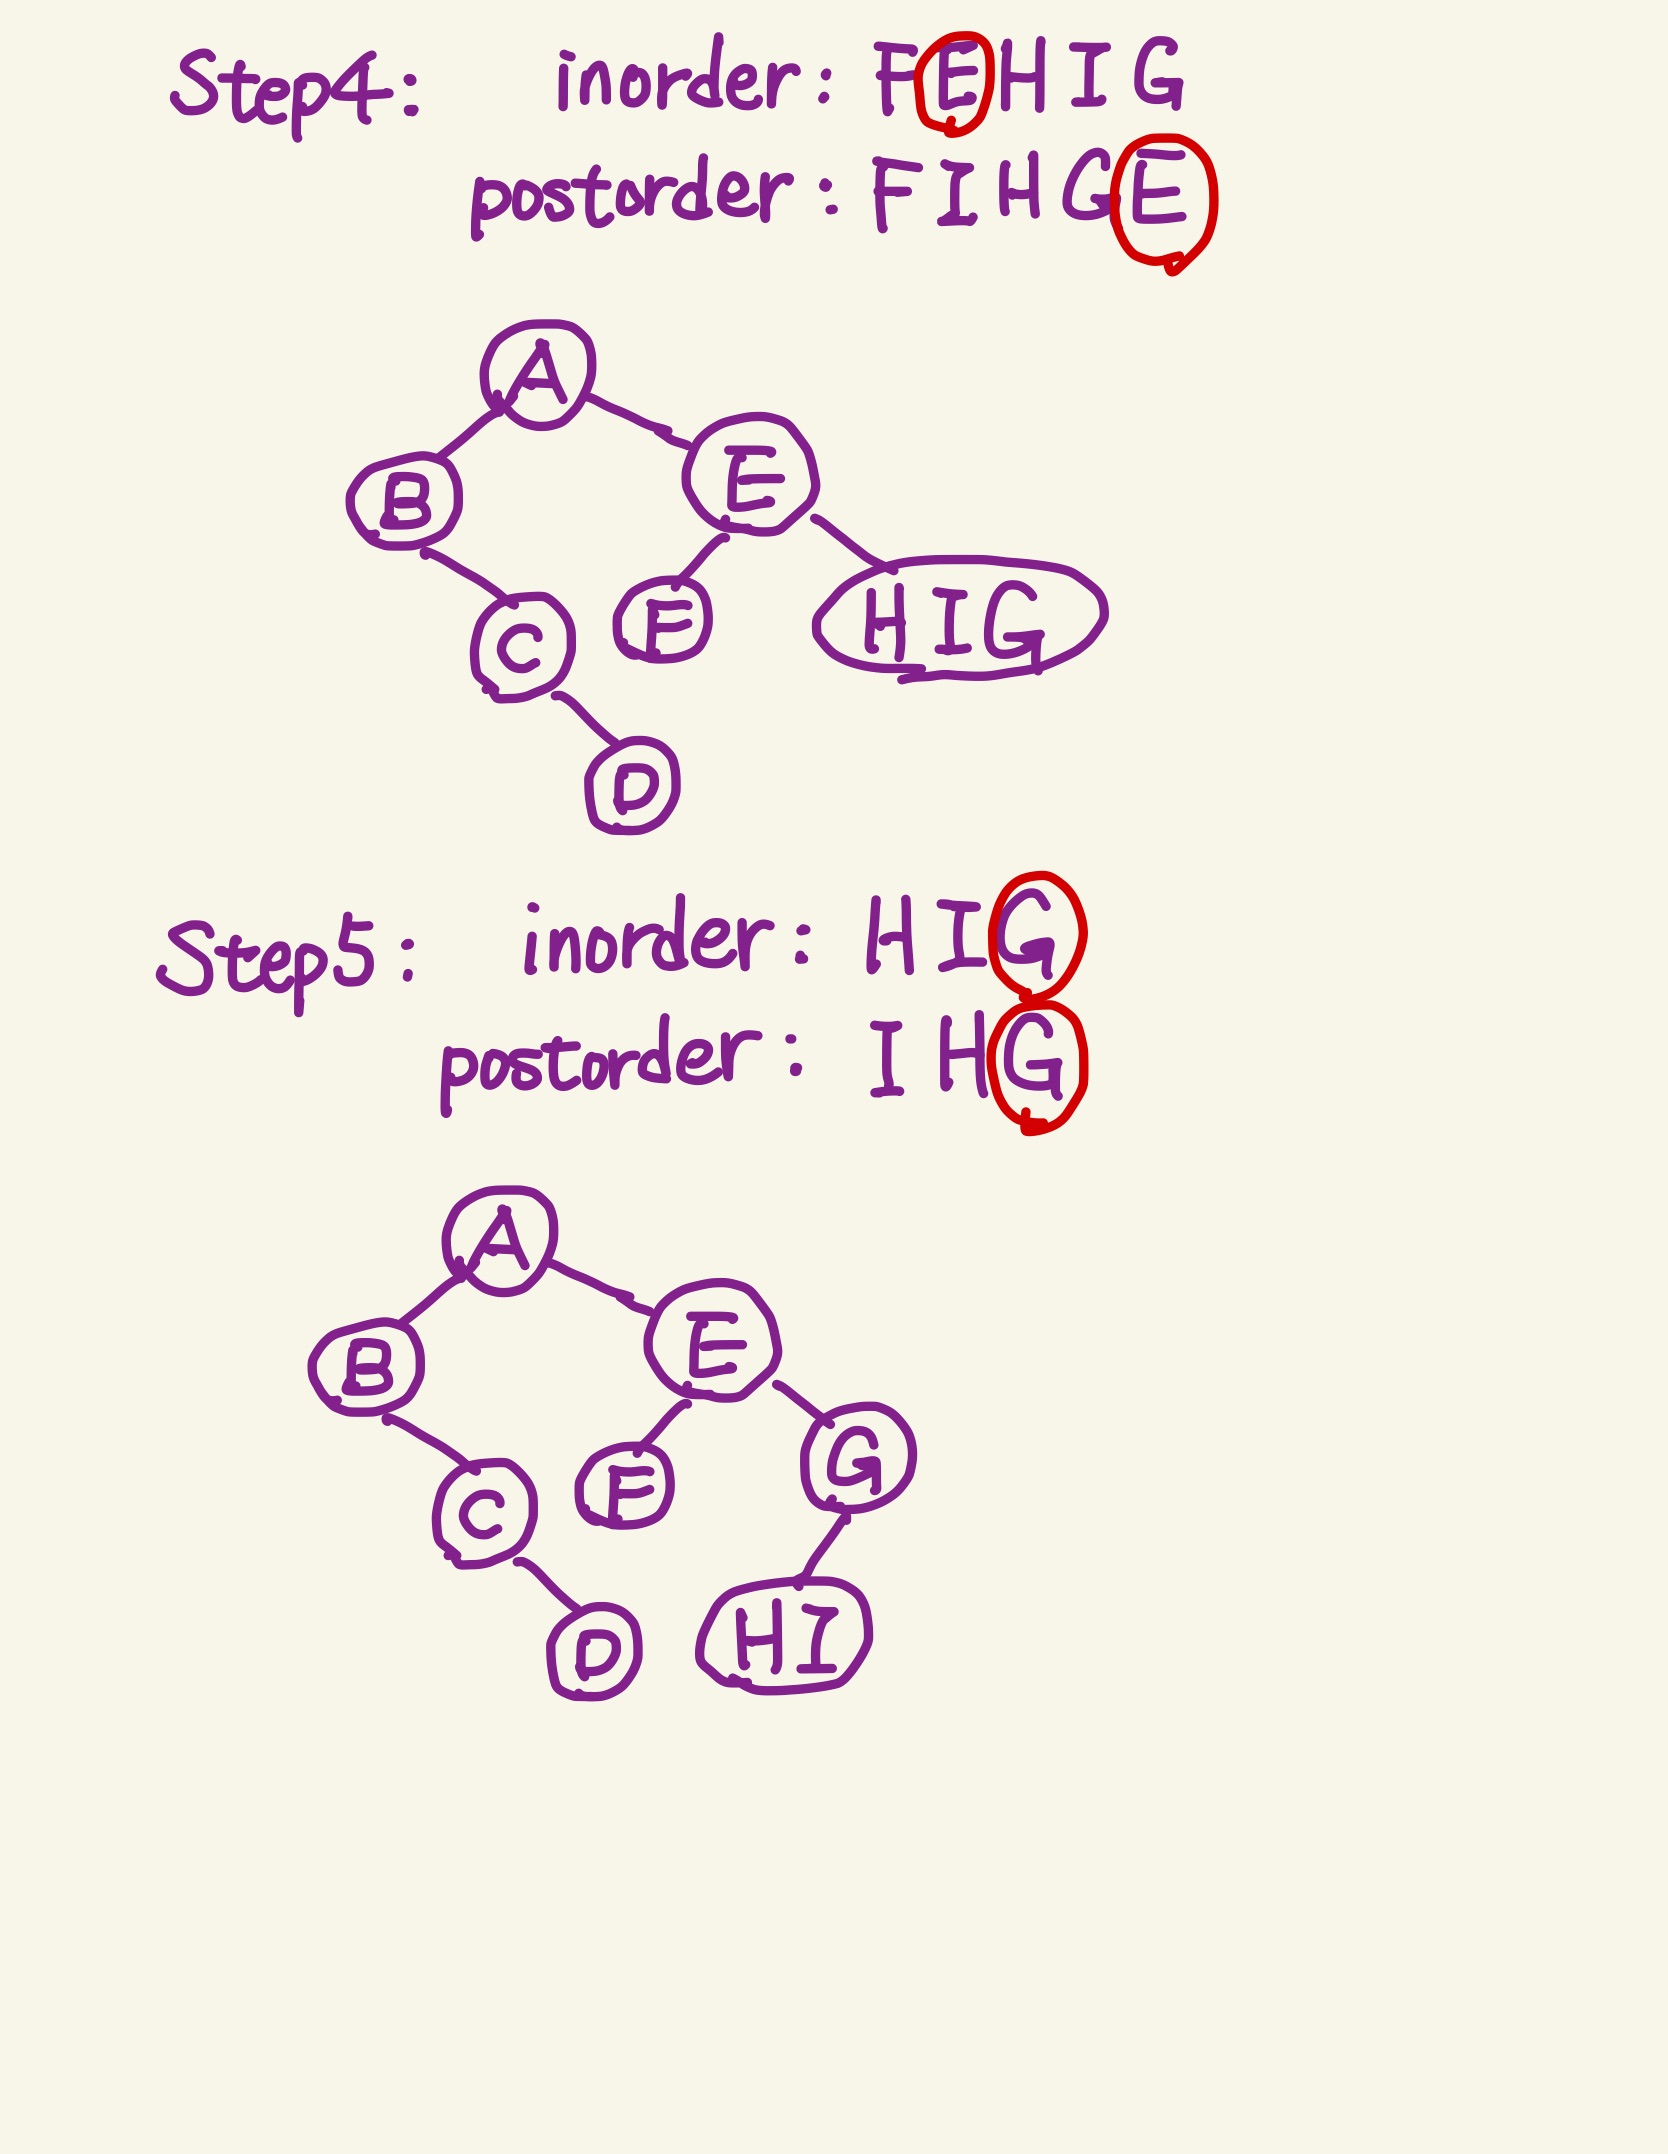 Step4: inorder: FEHIG
postorder: FIHGE
A
B E
C F HIG
D
Step5: inorder: HIG
postorder: IHG
A
B E
C F G
D HI